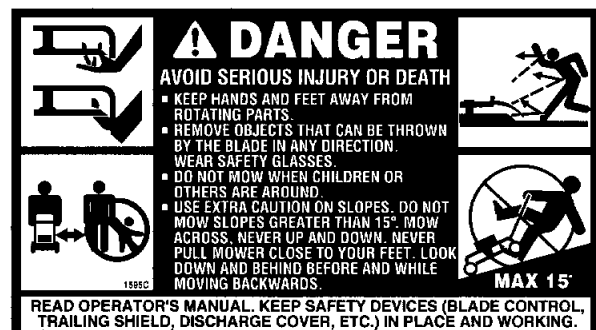 DANGER
AVOID SERIOUS INJURY OR DEATH
▪ KEEP HANDS AND FEET AWAY FROM
ROTATING PARTS.
▪ REMOVE OBJECTS THAT CAN BE THROWN
BY THE BLADE IN ANY DIRECTION.
WEAR SAFETY GLASSES.
▪ DO NOT MOW WHEN CHILDREN OR
OTHERS ARE AROUND.
▪ USE EXTRA CAUTION ON SLOPES. DO NOT
MOW SLOPES GREATER THAN 15°. MOW
ACROSS, NEVER UP AND DOWN. NEVER
PULL MOWER CLOSE TO YOUR FEET. LOOK
DOWN AND BEHIND BEFORE AND WHILE
MOVING BACKWARDS.
1595C
MAX 15°
READ OPERATOR'S MANUAL. KEEP SAFETY DEVICES (BLADE CONTROL,
TRAILING SHIELD, DISCHARGE COVER, ETC.) IN PLACE AND WORKING.